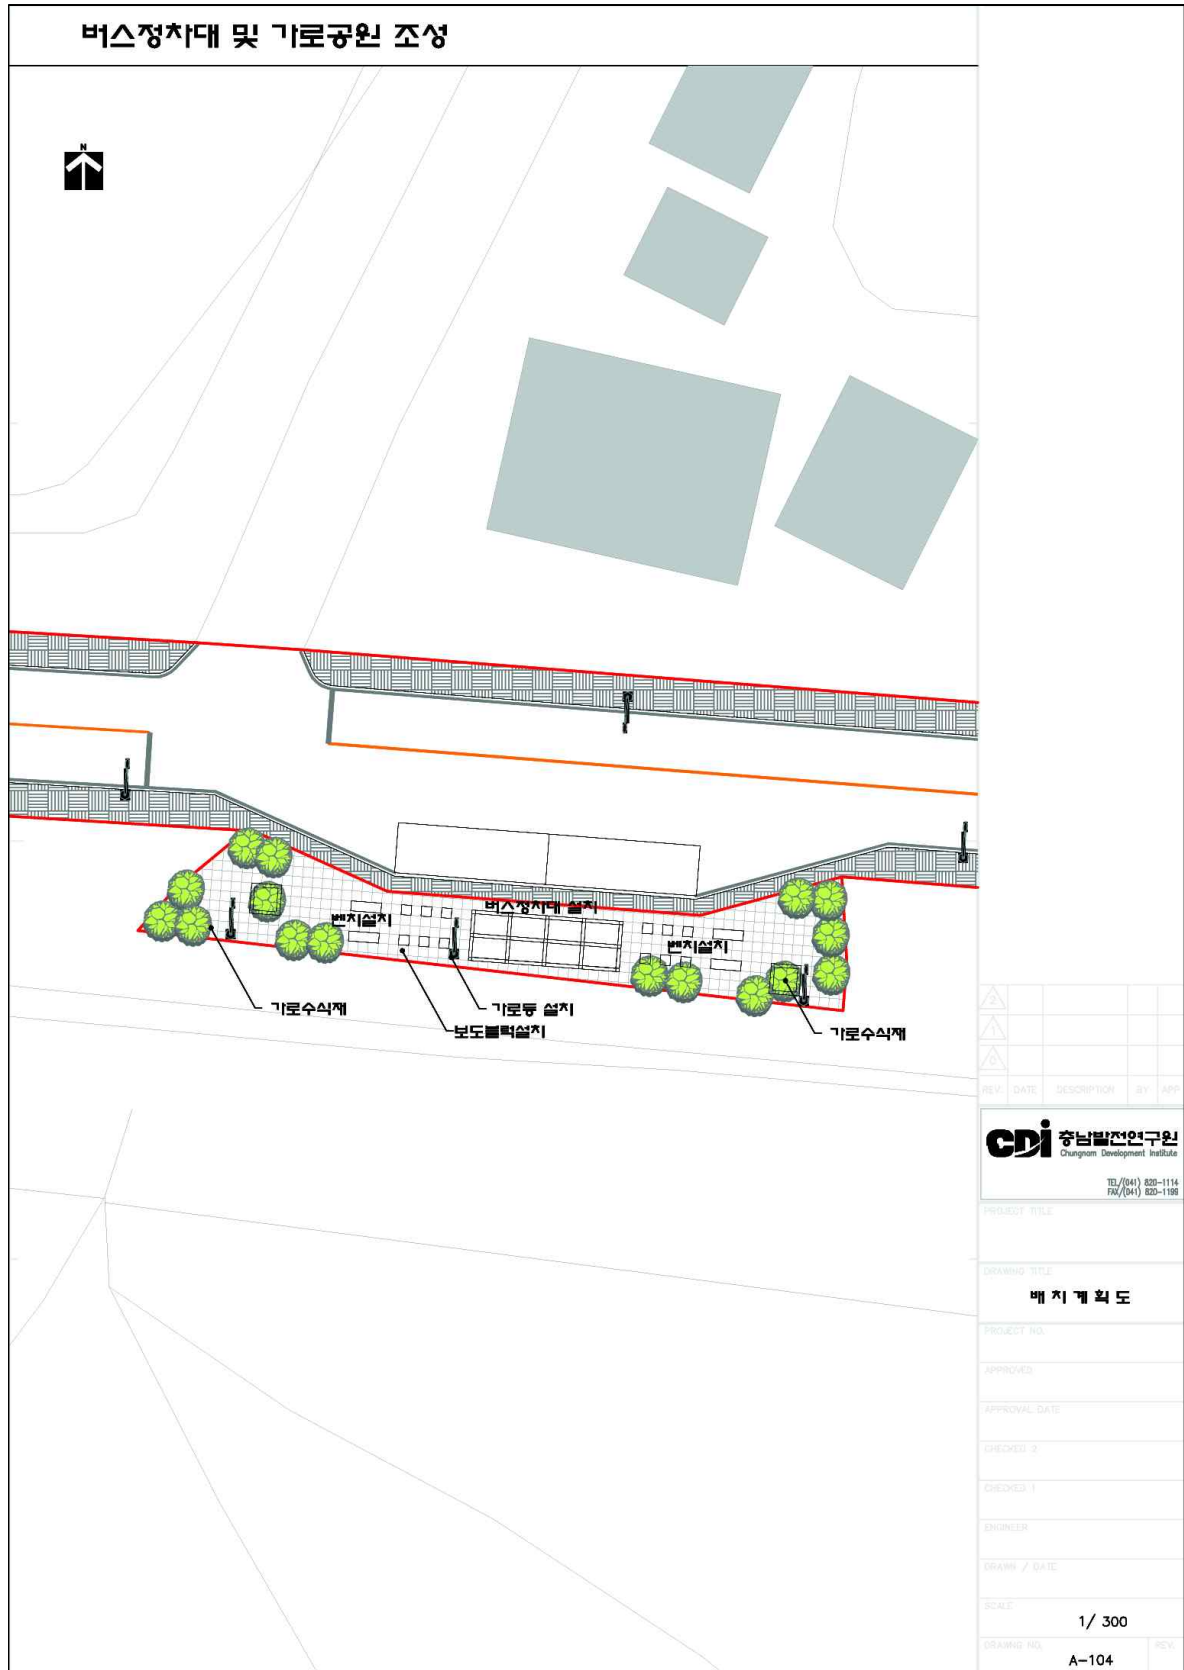 버스정차대 및 가로공원 조성
N
버스정차대 설치
벤치설치
벤치설치
가로수식재
가로등 설치
보도블럭설치
가로수식재
2
1
0
REV. DATE DESCRIPTION BY APP
CDi 충남발전연구원
Chungnam Development Institute
TEL/(041) 820-1114
FAX/(041) 820-1199
PROJECT TITLE
DRAWING TITLE
배치계획도
PROJECT NO.
APPROVED
APPROVAL DATE
CHECKED 2
CHECKED 1
ENGINEER
DRAWN / DATE
SCALE
1/ 300
DRAWING NO. REV.
A-104